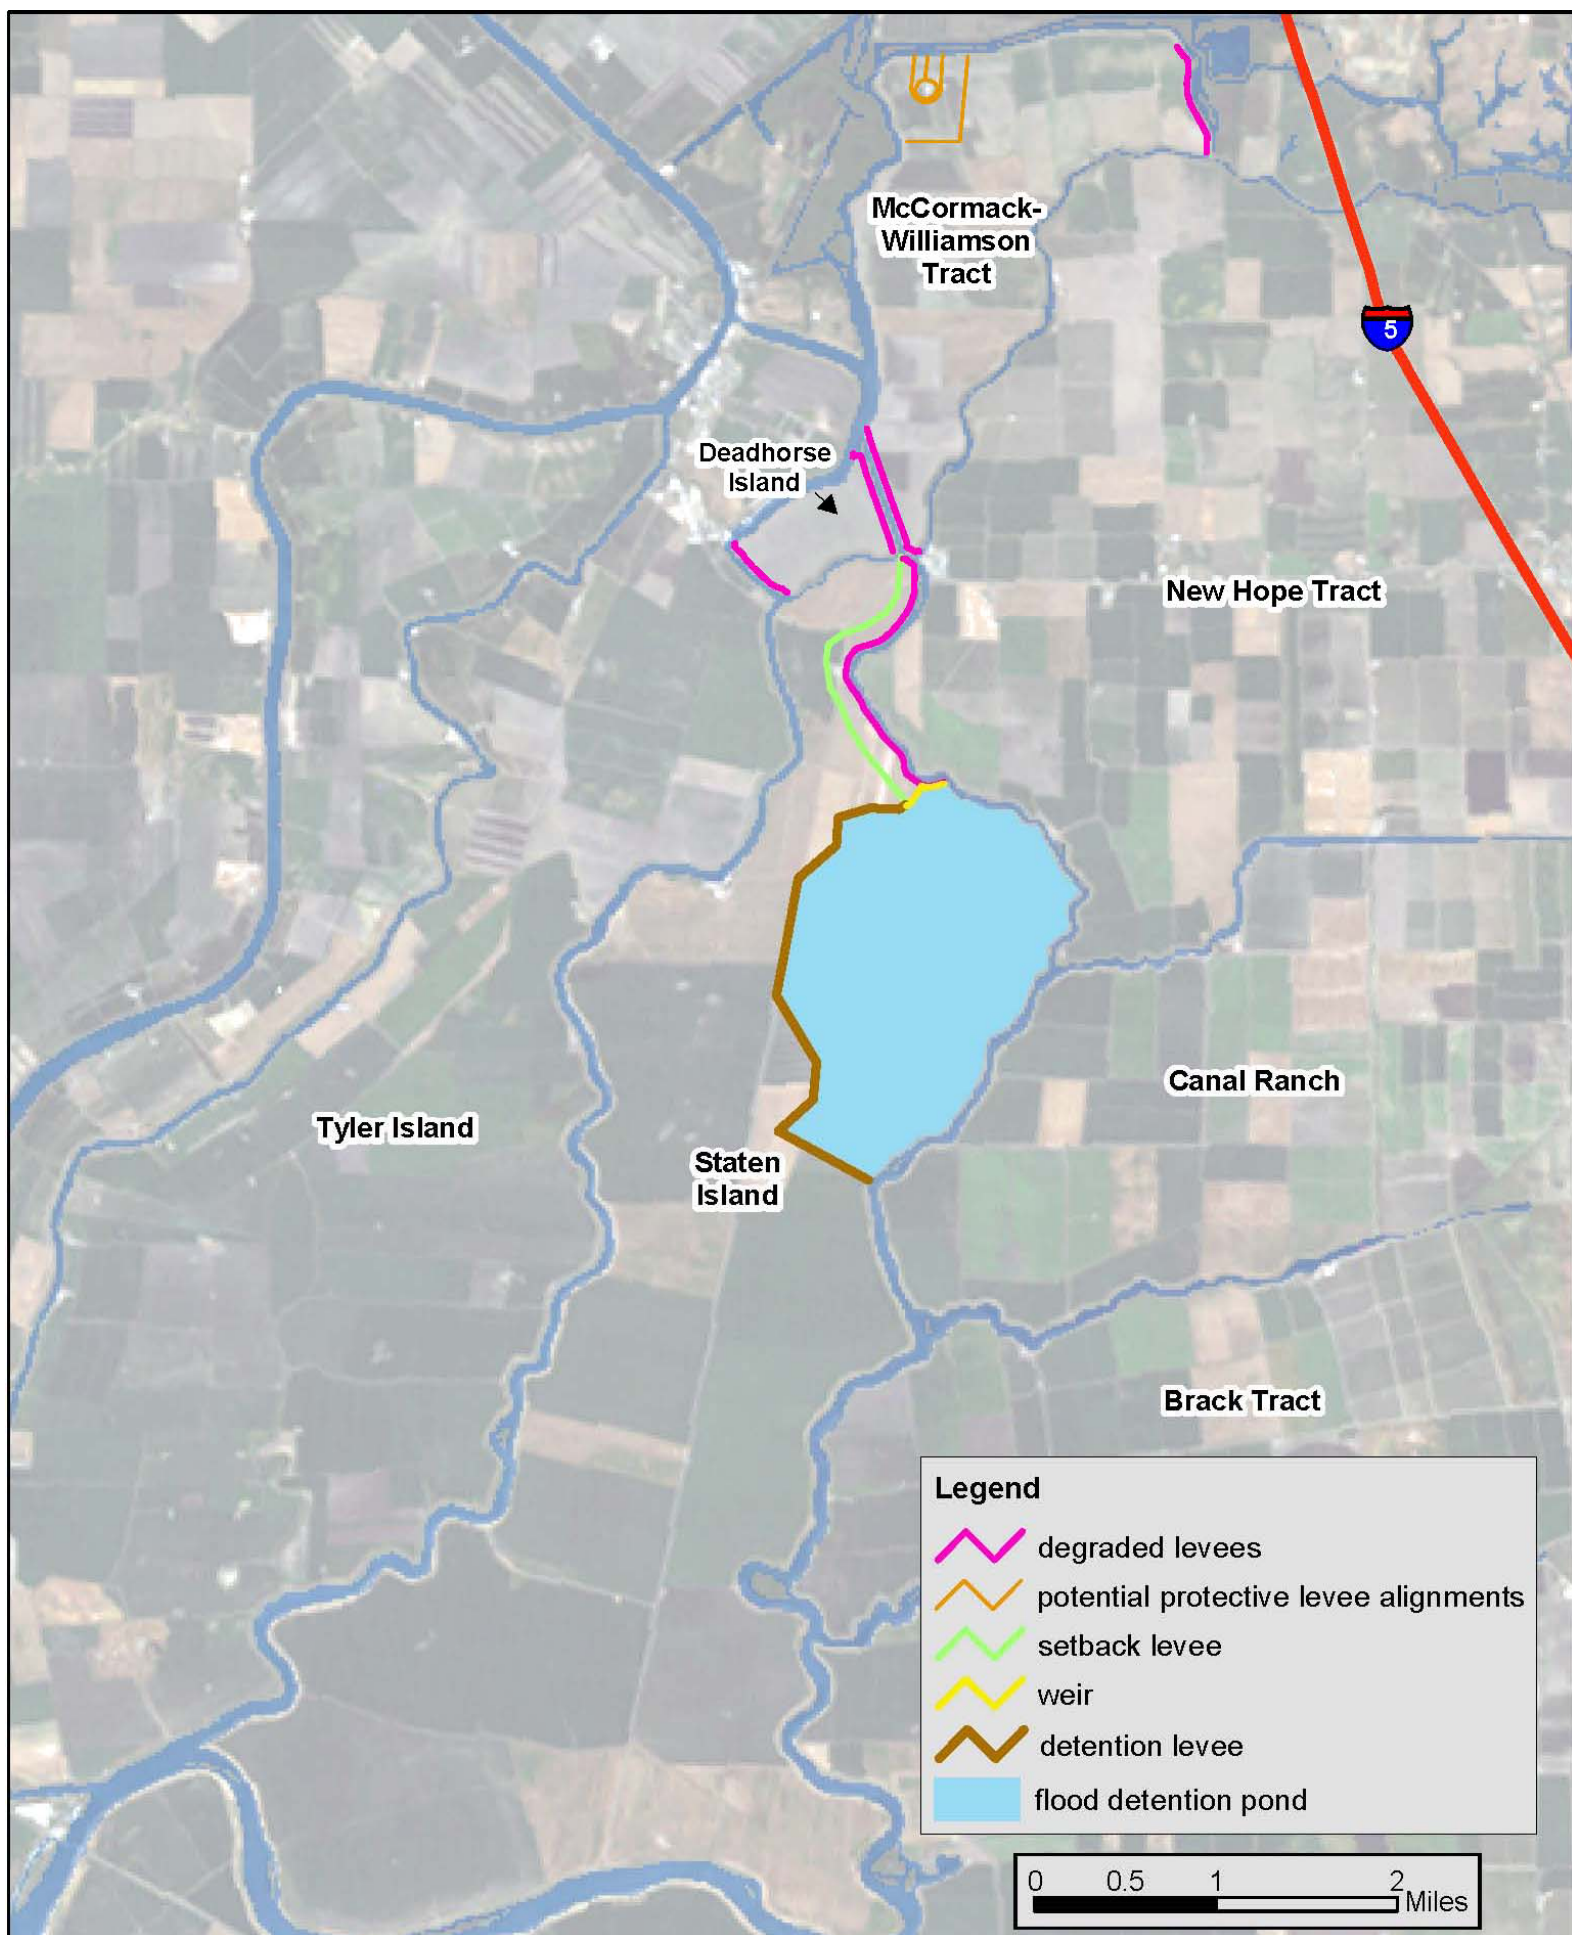 McCormack-
Williamson
Tract
5
Deadhorse
Island
New Hope Tract
Canal Ranch
Tyler Island
Staten
Island
Brack Tract
Legend
degraded levees
potential protective levee alignments
setback levee
weir
detention levee
flood detention pond
0 0.5 1 2
Miles